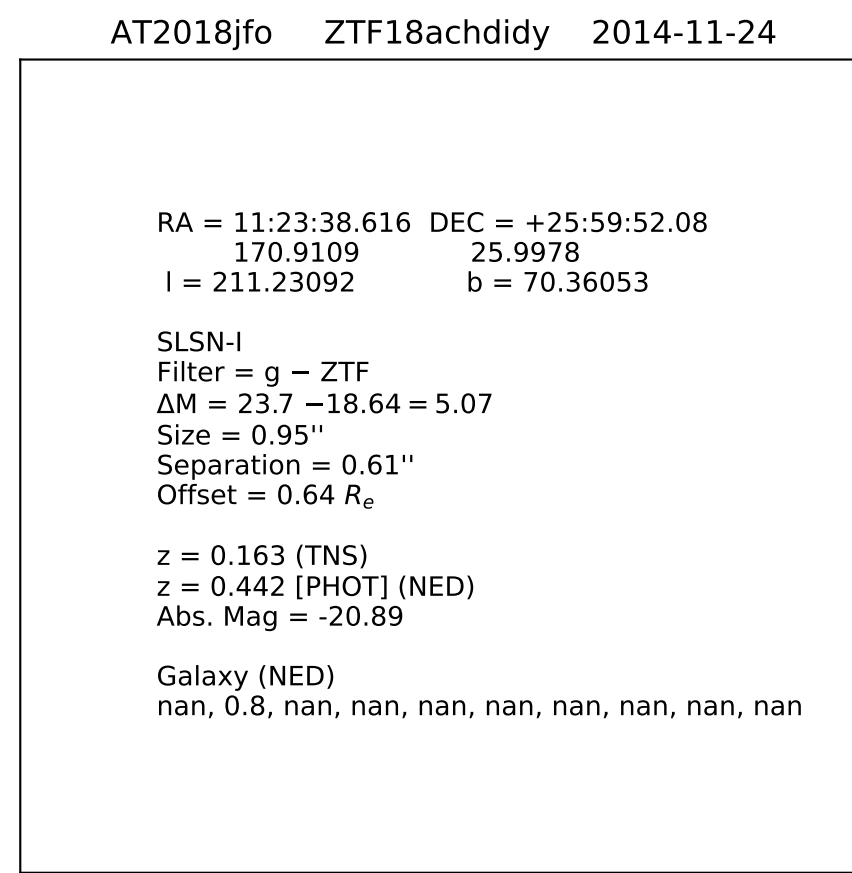 AT2018jfo ZTF18achdidy 2014-11-24
RA = 11:23:38.616 DEC = +25:59:52.08
170.9109 25.9978
l = 211.23092 b = 70.36053
SLSN-I
Filter = g − ZTF
ΔM = 23.7 −18.64 = 5.07
Size = 0.95''
Separation = 0.61''
Offset = 0.64 Re
z = 0.163 (TNS)
z = 0.442 [PHOT] (NED)
Abs. Mag = -20.89
Galaxy (NED)
nan, 0.8, nan, nan, nan, nan, nan, nan, nan, nan